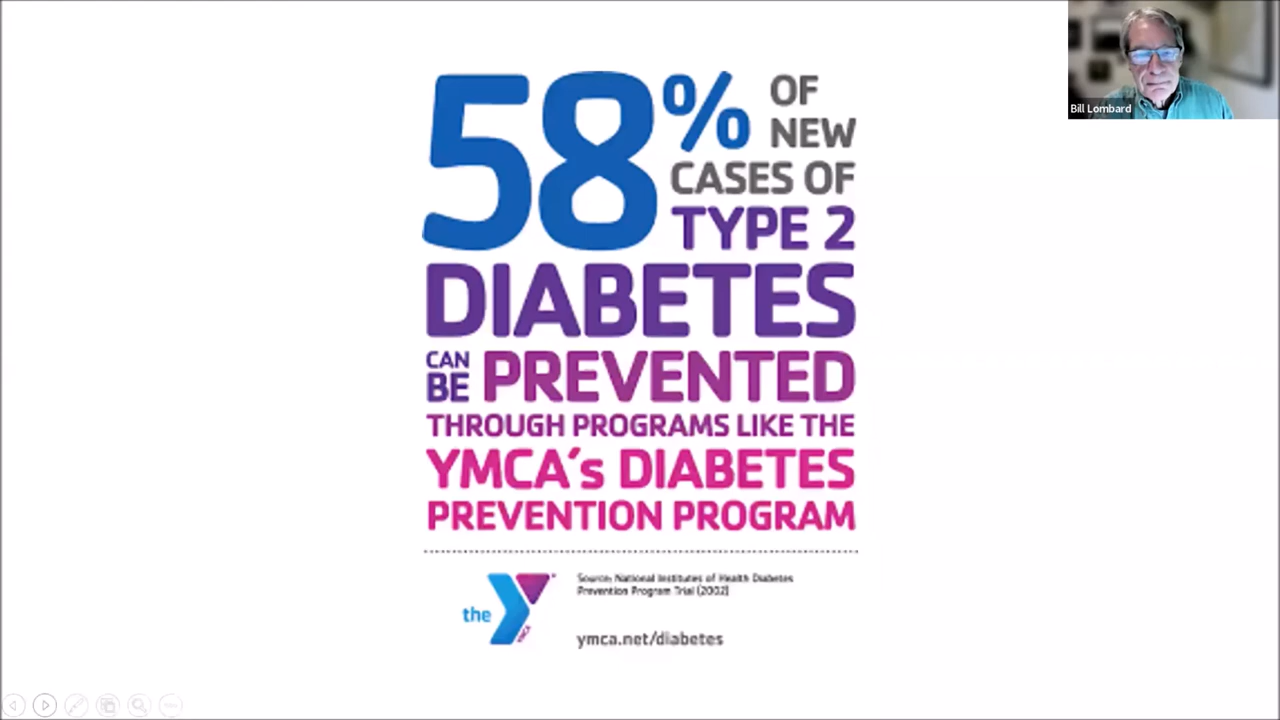 58% OF
NEW
CASES OF
TYPE 2
DIABETES
CAN
BE PREVENTED
THROUGH PROGRAMS LIKE THE
YMCA's DIABETES
PREVENTION PROGRAM
the Y
YMCA
Source: National Institutes of Health Diabetes
Prevention Program Trial (2002)
ymca.net/diabetes
Bill Lombard